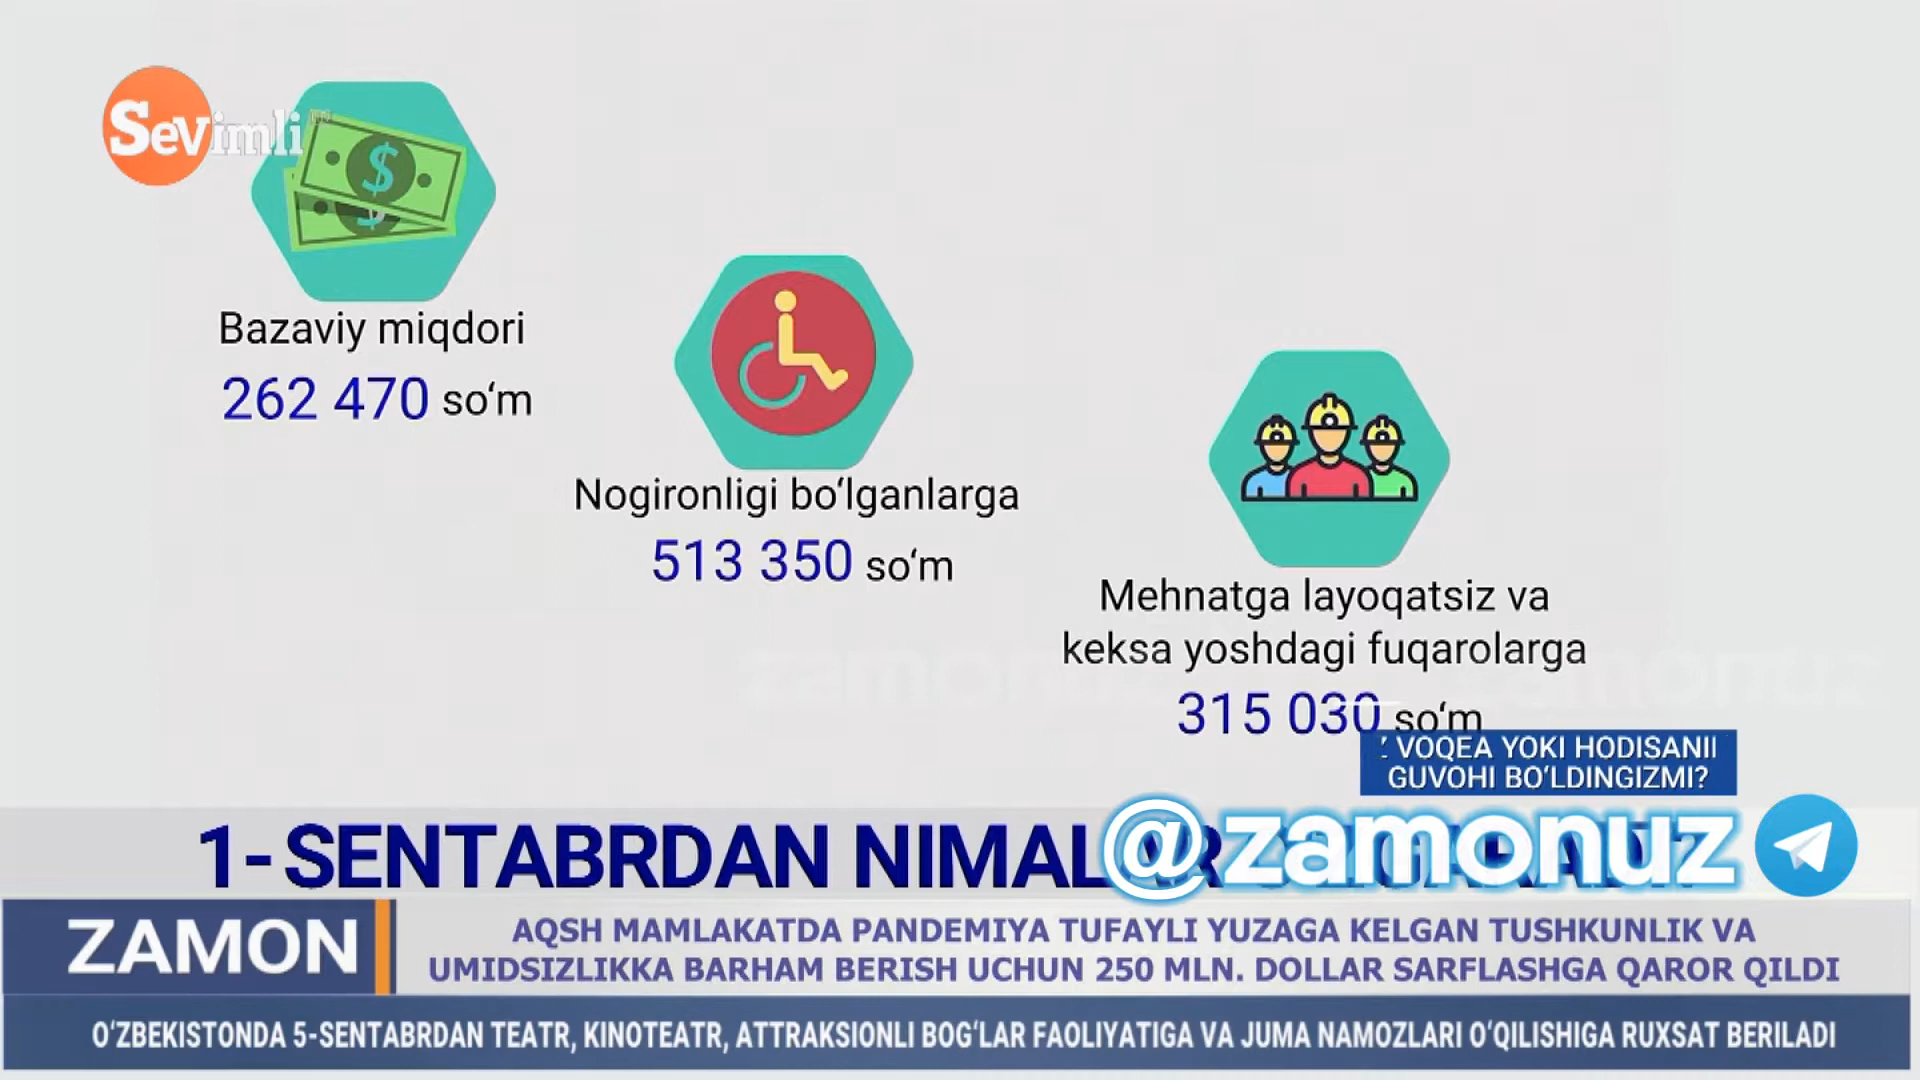 Sevimli
Bazaviy miqdori
262 470 so‘m
Nogironligi bo‘lganlarga
513 350 so‘m
Mehnatga layoqatsiz va
keksa yoshdagi fuqarolarga
315 030 so‘m
zamonuz
zamonuz
VOQEA YOKI HODISANI
GUVOHI BO‘LDINGIZMI?
1-SENTABRDAN NIMALAR
@zamonuz
ZAMON
AQSH MAMLAKATDA PANDEMIYA TUFAYLI YUZAGA KELGAN TUSHKUNLIK VA
UMIDSIZLIKKA BARHAM BERISH UCHUN 250 MLN. DOLLAR SARFLASHGA QAROR QILDI
O‘ZBEKISTONDA 5-SENTABRDAN TEATR, KINOTEATR, ATTRAKSIONLI BOG‘LAR FAOLIYATIGA VA JUMA NAMOZLARI O‘QILISHIGA RUXSAT BERILADI